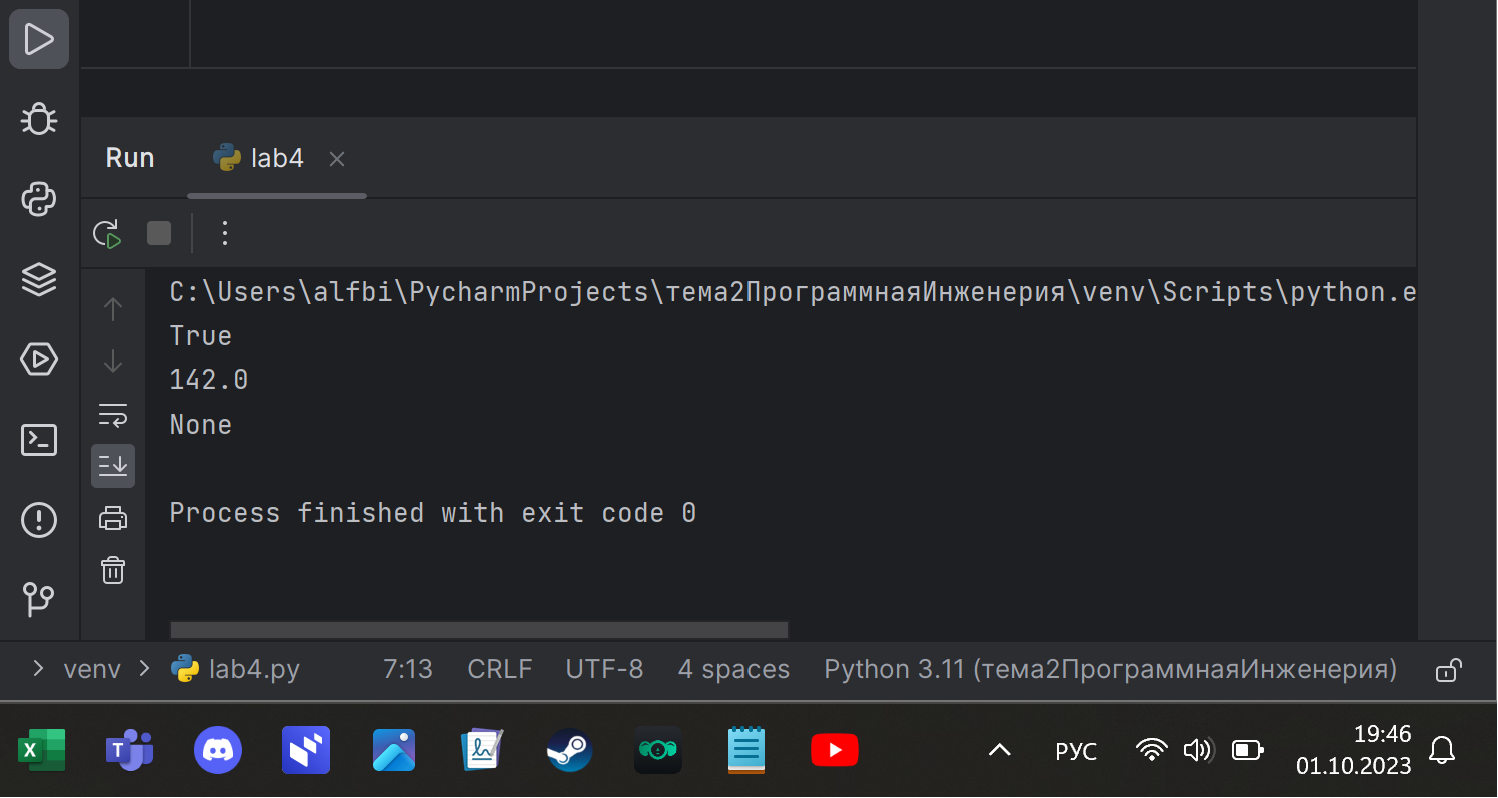 Run lab4
C:\Users\alfbi\PycharmProjects\тема2ПрограммнаяИнженерия\venv\Scripts\python.e
True
142.0
None
Process finished with exit code 0
venv lab4.py 7:13 CRLF UTF-8 4 spaces Python 3.11 (тема2ПрограммнаяИнженерия)
X T РУС 19:46
01.10.2023